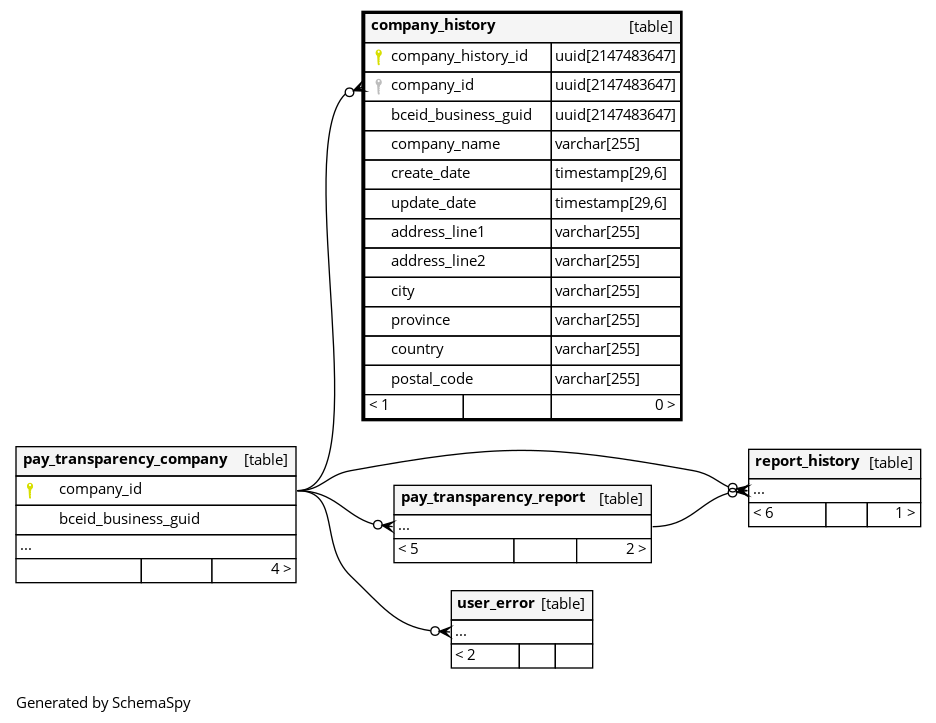 company_history [table]
company_history_id uuid[2147483647]
company_id uuid[2147483647]
bceid_business_guid uuid[2147483647]
company_name varchar[255]
create_date timestamp[29,6]
update_date timestamp[29,6]
address_line1 varchar[255]
address_line2 varchar[255]
city varchar[255]
province varchar[255]
country varchar[255]
postal_code varchar[255]
< 1 0 >
pay_transparency_company [table]
company_id
bceid_business_guid
...
4 >
pay_transparency_report [table]
...
< 5 2 >
report_history [table]
...
< 6 1 >
user_error [table]
...
< 2
Generated by SchemaSpy